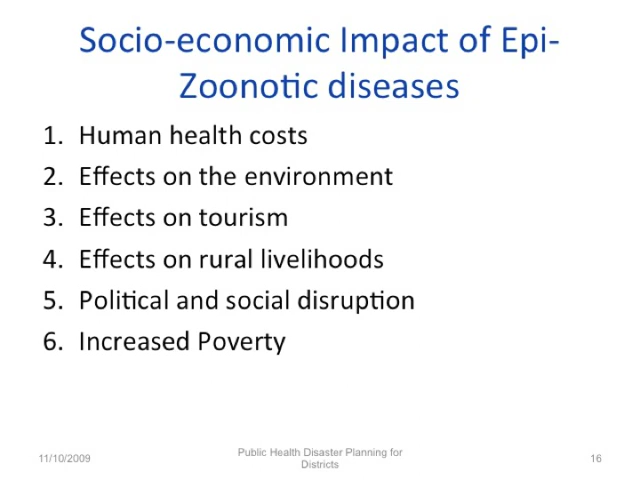 Socio-economic Impact of Epi-
Zoonotic diseases
1. Human health costs
2. Effects on the environment
3. Effects on tourism
4. Effects on rural livelihoods
5. Political and social disruption
6. Increased Poverty
11/10/2009
Public Health Disaster Planning for
Districts
16